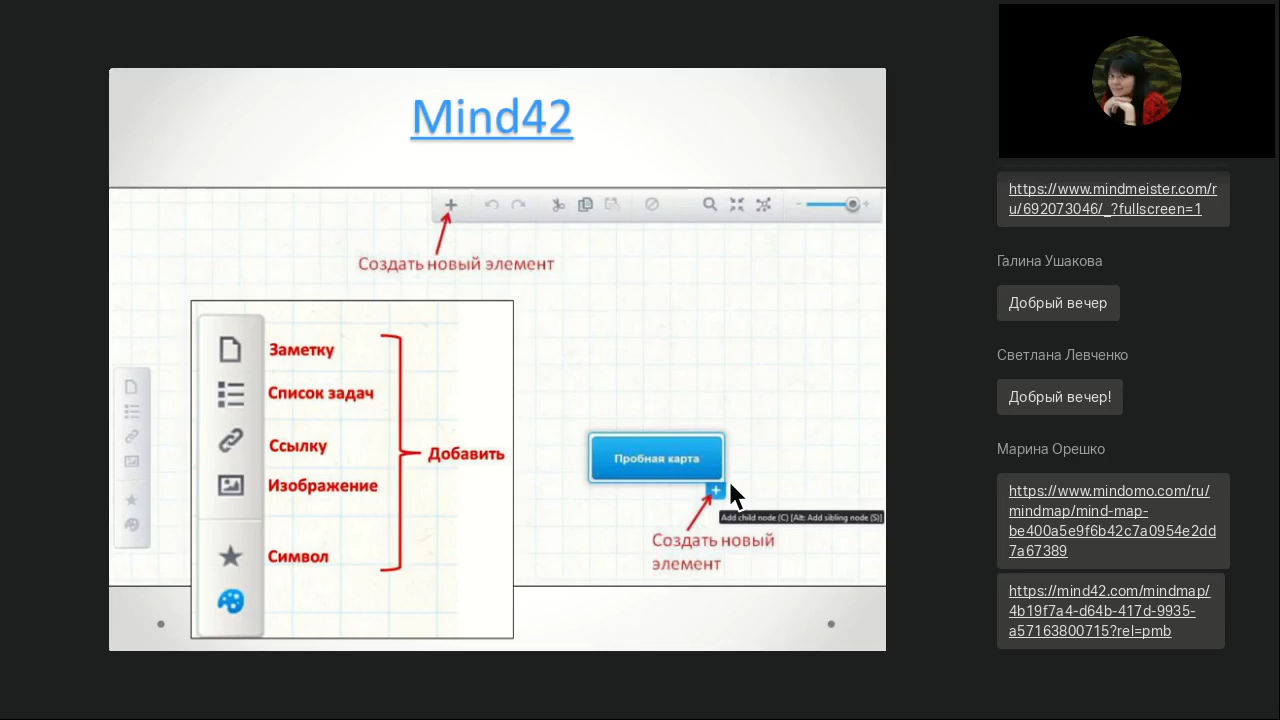 Mind42
Создать новый элемент
Заметку
Список задач
Ссылку
Изображение
Символ
Добавить
Пробная карта
Add child node (C) [Alt: Add sibling node (S)]
Создать новый
элемент
https://www.mindmeister.com/r
u/692073046/_?fullscreen=1
Галина Ушакова
Добрый вечер
Светлана Левченко
Добрый вечер!
Марина Орешко
https://www.mindomo.com/ru/
mindmap/mind-map-
be400a5e9f6b42c7a0954e2dd
7a67389
https://mind42.com/mindmap/
4b19f7a4-d64b-417d-9935-
a57163800715?rel=pmb